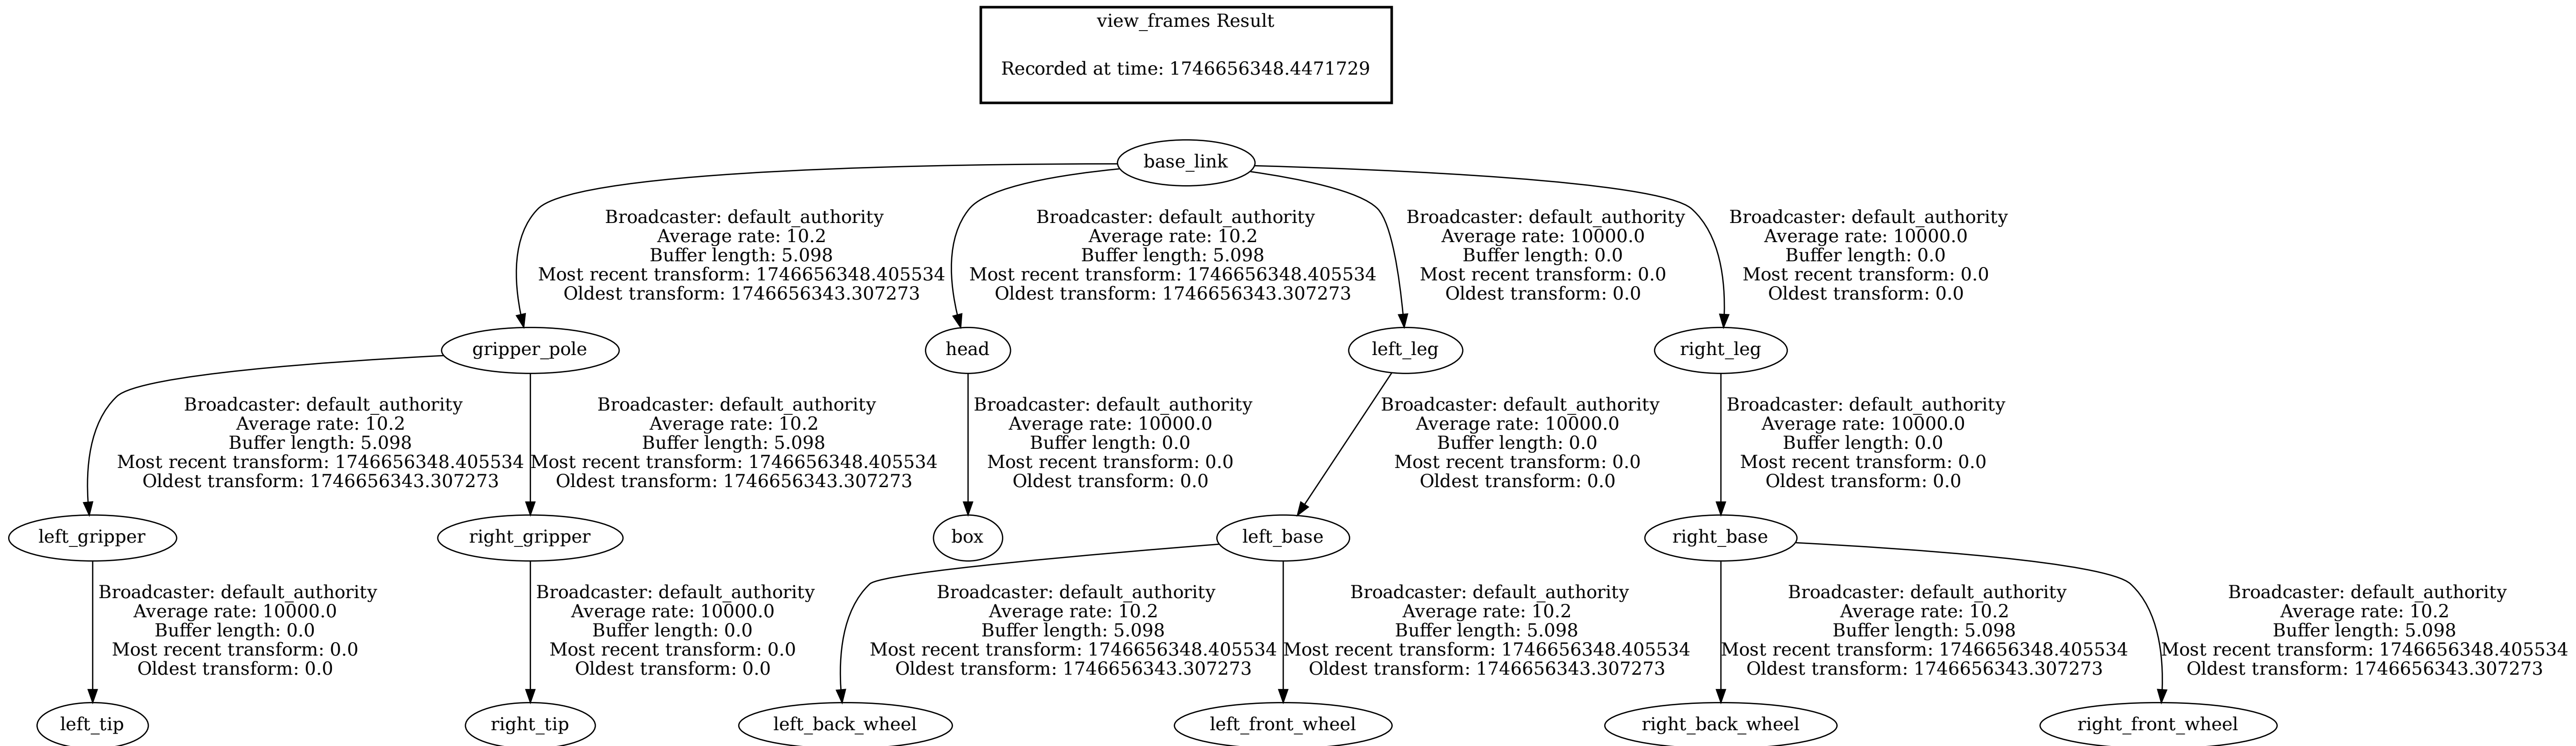 view_frames Result
Recorded at time: 1746656348.4471729
base_link
Broadcaster: default_authority
Average rate: 10.2
Buffer length: 5.098
Most recent transform: 1746656348.405534
Oldest transform: 1746656343.307273
Broadcaster: default_authority
Average rate: 10.2
Buffer length: 5.098
Most recent transform: 1746656348.405534
Oldest transform: 1746656343.307273
Broadcaster: default_authority
Average rate: 10000.0
Buffer length: 0.0
Most recent transform: 0.0
Oldest transform: 0.0
Broadcaster: default_authority
Average rate: 10000.0
Buffer length: 0.0
Most recent transform: 0.0
Oldest transform: 0.0
gripper_pole
head
left_leg
right_leg
Broadcaster: default_authority
Average rate: 10.2
Buffer length: 5.098
Most recent transform: 1746656348.405534
Oldest transform: 1746656343.307273
Broadcaster: default_authority
Average rate: 10.2
Buffer length: 5.098
Most recent transform: 1746656348.405534
Oldest transform: 1746656343.307273
Broadcaster: default_authority
Average rate: 10000.0
Buffer length: 0.0
Most recent transform: 0.0
Oldest transform: 0.0
Broadcaster: default_authority
Average rate: 10000.0
Buffer length: 0.0
Most recent transform: 0.0
Oldest transform: 0.0
Broadcaster: default_authority
Average rate: 10000.0
Buffer length: 0.0
Most recent transform: 0.0
Oldest transform: 0.0
left_gripper
right_gripper
box
left_base
right_base
Broadcaster: default_authority
Average rate: 10000.0
Buffer length: 0.0
Most recent transform: 0.0
Oldest transform: 0.0
Broadcaster: default_authority
Average rate: 10000.0
Buffer length: 0.0
Most recent transform: 0.0
Oldest transform: 0.0
Broadcaster: default_authority
Average rate: 10.2
Buffer length: 5.098
Most recent transform: 1746656348.405534
Oldest transform: 1746656343.307273
Broadcaster: default_authority
Average rate: 10.2
Buffer length: 5.098
Most recent transform: 1746656348.405534
Oldest transform: 1746656343.307273
Broadcaster: default_authority
Average rate: 10.2
Buffer length: 5.098
Most recent transform: 1746656348.405534
Oldest transform: 1746656343.307273
Broadcaster: default_authority
Average rate: 10.2
Buffer length: 5.098
Most recent transform: 1746656348.405534
Oldest transform: 1746656343.307273
left_tip
right_tip
left_back_wheel
left_front_wheel
right_back_wheel
right_front_wheel